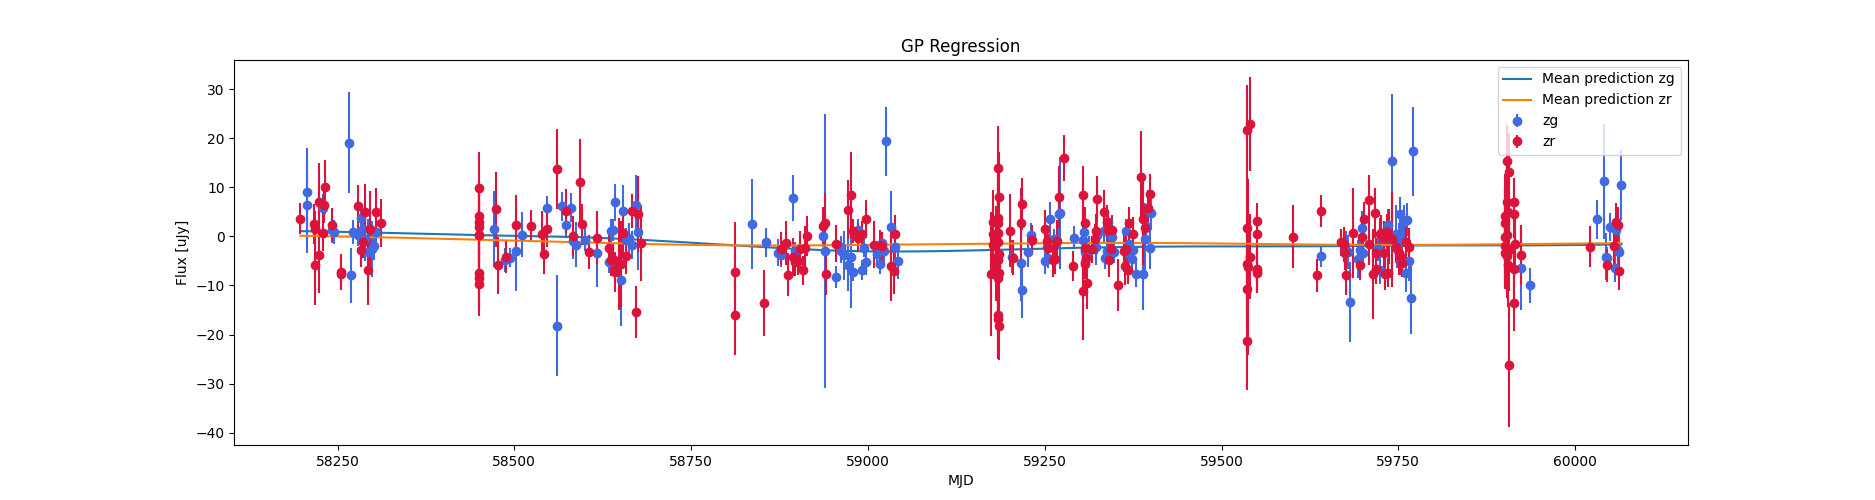 GP Regression
Flux [uJy]
30
20
10
0
−10
−20
−30
−40
58250
58500
58750
59000
59250
59500
59750
60000
MJD
Mean prediction zg
Mean prediction zr
zg
zr